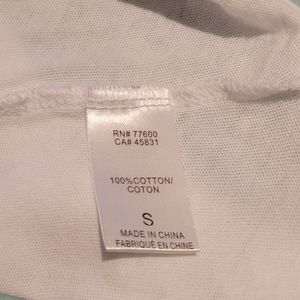 RN# 77600
CA# 45831
100%COTTON/
COTON
S
MADE IN CHINA
FABRIQUÉ EN CHINE